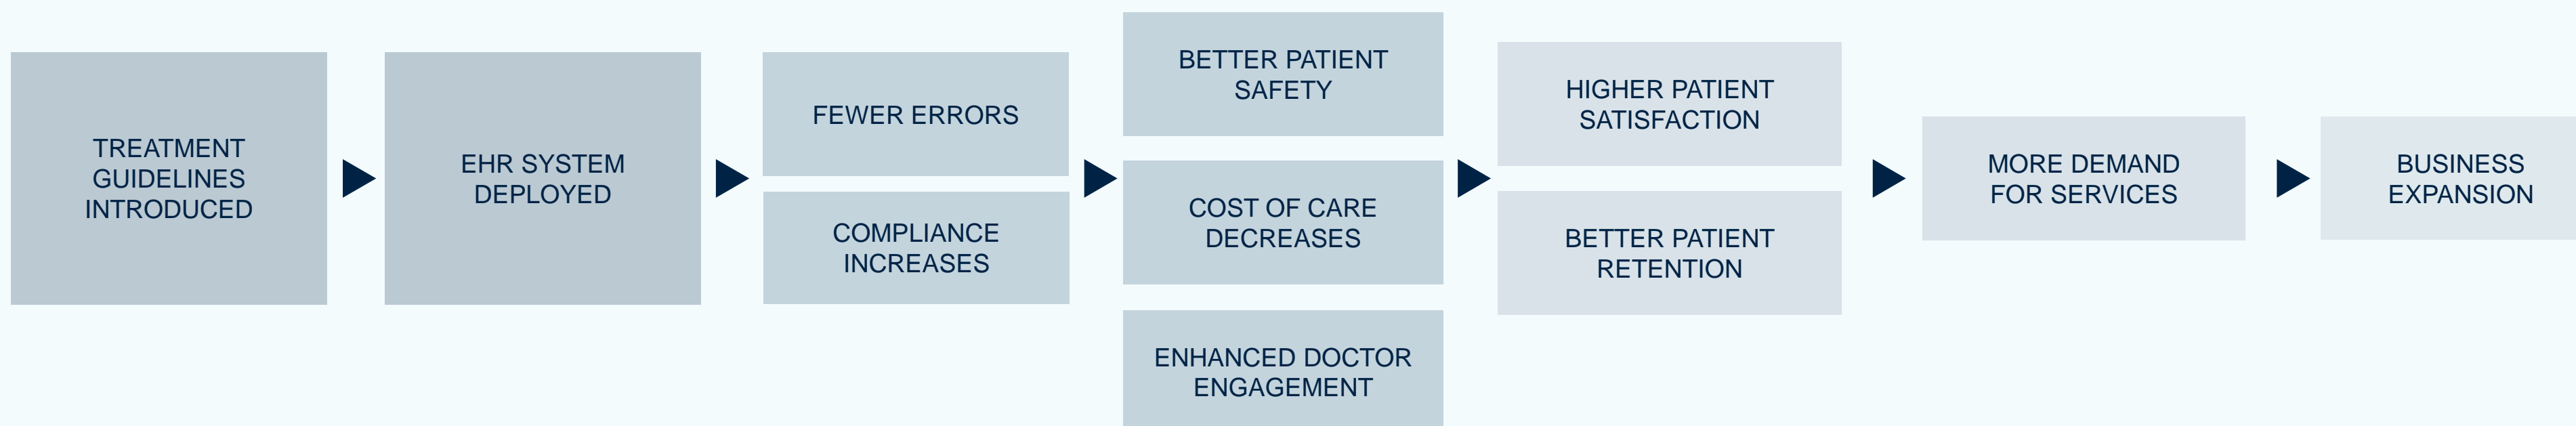 TREATMENT
GUIDELINES
INTRODUCED
EHR SYSTEM
DEPLOYED
FEWER ERRORS
COMPLIANCE
INCREASES
BETTER PATIENT
SAFETY
COST OF CARE
DECREASES
ENHANCED DOCTOR
ENGAGEMENT
HIGHER PATIENT
SATISFACTION
BETTER PATIENT
RETENTION
MORE DEMAND
FOR SERVICES
BUSINESS
EXPANSION